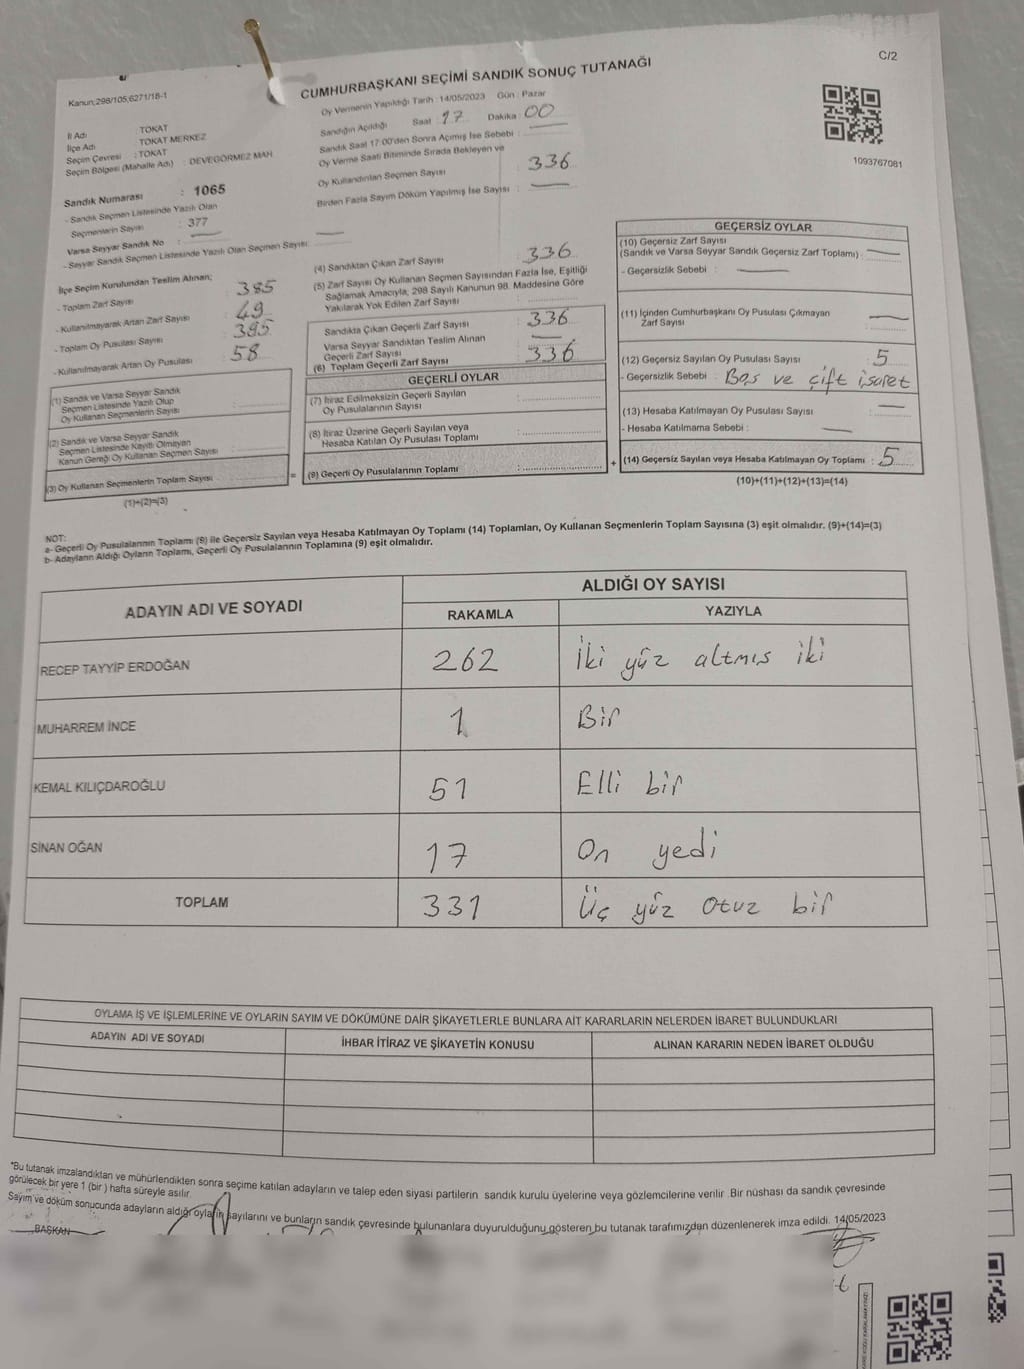 C/2
CUMHURBAŞKANI SEÇİMİ SANDIK SONUÇ TUTANAĞI
Kanun;298/105,6271/18-1
Oy Vermenin Yapıldığı Tarih : 14/05/2023 Gün : Pazar
İl Adı : TOKAT
İlçe Adı : TOKAT MERKEZ
Seçim Çevresi : TOKAT
Seçim Bölgesi (Mahalle Adı) : DEVEGÖRMEZ MAH
Sandık Numarası : 1065
- Sandık Seçmen Listesinde Yazılı Olan
Seçmenlerin Sayısı : 377
Varsa Seyyar Sandık No :
- Seyyar Sandık Seçmen Listesinde Yazılı Olan Seçmen Sayısı:
İlçe Seçim Kurulundan Teslim Alınan;
- Toplam Zarf Sayısı 385
- Kullanılmayarak Artan Zarf Sayısı 49
- Toplam Oy Pusulası Sayısı 385
- Kullanılmayarak Artan Oy Pusulası 58
(1) Sandık ve Varsa Seyyar Sandık
Seçmen Listesinde Yazılı Olup
Oy Kullanan Seçmenlerin Sayısı :
(2) Sandık ve Varsa Seyyar Sandık
Seçmen Listesinde Kayıtlı Olmayan
Kanun Gereği Oy Kullanan Seçmen Sayısı :
(3) Oy Kullanan Seçmenlerin Toplam Sayısı :
(1)+(2)=(3)
Sandığın Açıldığı Saat : 17 Dakika : 00
Sandık Saat 17:00'den Sonra Açımış İse Sebebi :
Oy Verme Saati Bitiminde Sırada Bekleyen ve
Oy Kullandırılan Seçmen Sayısı : 336
Birden Fazla Sayım Döküm Yapılmış İse Sayısı :
(4) Sandıktan Çıkan Zarf Sayısı 336
(5) Zarf Sayısı Oy Kullanan Seçmen Sayısından Fazla İse, Eşitliği
Sağlamak Amacıyla, 298 Sayılı Kanunun 98. Maddesine Göre
Yakılarak Yok Edilen Zarf Sayısı :
Sandıkta Çıkan Geçerli Zarf Sayısı : 336
Varsa Seyyar Sandıktan Teslim Alınan
Geçerli Zarf Sayısı :
(6) Toplam Geçerli Zarf Sayısı : 336
GEÇERLİ OYLAR
(7) İtiraz Edilmeksizin Geçerli Sayılan
Oy Pusulalarının Sayısı :
(8) İtiraz Üzerine Geçerli Sayılan veya
Hesaba Katılan Oy Pusulası Toplamı :
= (9) Geçerli Oy Pusulalarının Toplamı :
1093767081
GEÇERSİZ OYLAR
(10) Geçersiz Zarf Sayısı
(Sandık ve Varsa Seyyar Sandık Geçersiz Zarf Toplamı) :
- Geçersizlik Sebebi :
(11) İçinden Cumhurbaşkanı Oy Pusulası Çıkmayan
Zarf Sayısı :
(12) Geçersiz Sayılan Oy Pusulası Sayısı : 5
- Geçersizlik Sebebi : Boş ve çift işaret
(13) Hesaba Katılmayan Oy Pusulası Sayısı :
- Hesaba Katılmama Sebebi :
+ (14) Geçersiz Sayılan veya Hesaba Katılmayan Oy Toplamı : 5
(10)+(11)+(12)+(13)=(14)
NOT:
a- Geçerli Oy Pusulalarının Toplamı (9) ile Geçersiz Sayılan veya Hesaba Katılmayan Oy Toplamı (14) Toplamları, Oy Kullanan Seçmenlerin Toplam Sayısına (3) eşit olmalıdır. (9)+(14)=(3)
b- Adayların Aldığı Oyların Toplamı, Geçerli Oy Pusulalarının Toplamına (9) eşit olmalıdır.
ADAYIN ADI VE SOYADI ALDIĞI OY SAYISI
RAKAMLA YAZIYLA
RECEP TAYYİP ERDOĞAN 262 İki yüz altmıs iki
MUHARREM İNCE 1 Bir
KEMAL KILIÇDAROĞLU 51 Elli bir
SİNAN OĞAN 17 On yedi
TOPLAM 331 Üç yüz otuz bir
OYLAMA İŞ VE İŞLEMLERİNE VE OYLARIN SAYIM VE DÖKÜMÜNE DAİR ŞİKAYETLERLE BUNLARA AİT KARARLARIN NELERDEN İBARET BULUNDUKLARI
ADAYIN ADI VE SOYADI İHBAR İTİRAZ VE ŞİKAYETİN KONUSU ALINAN KARARIN NEDEN İBARET OLDUĞU
*Bu tutanak imzalandıktan ve mühürlendikten sonra seçime katılan adayların ve talep eden siyasi partilerin sandık kurulu üyelerine veya gözlemcilerine verilir. Bir nüshası da sandık çevresinde
görülecek bir yere 1 (bir ) hafta süreyle asılır.
Sayım ve döküm sonucunda adayların aldığı oyların sayılarını ve bunların sandık çevresinde bulunanlara duyurulduğunu gösteren bu tutanak tarafımızdan düzenlenerek imza edildi. 14/05/2023
BAŞKAN